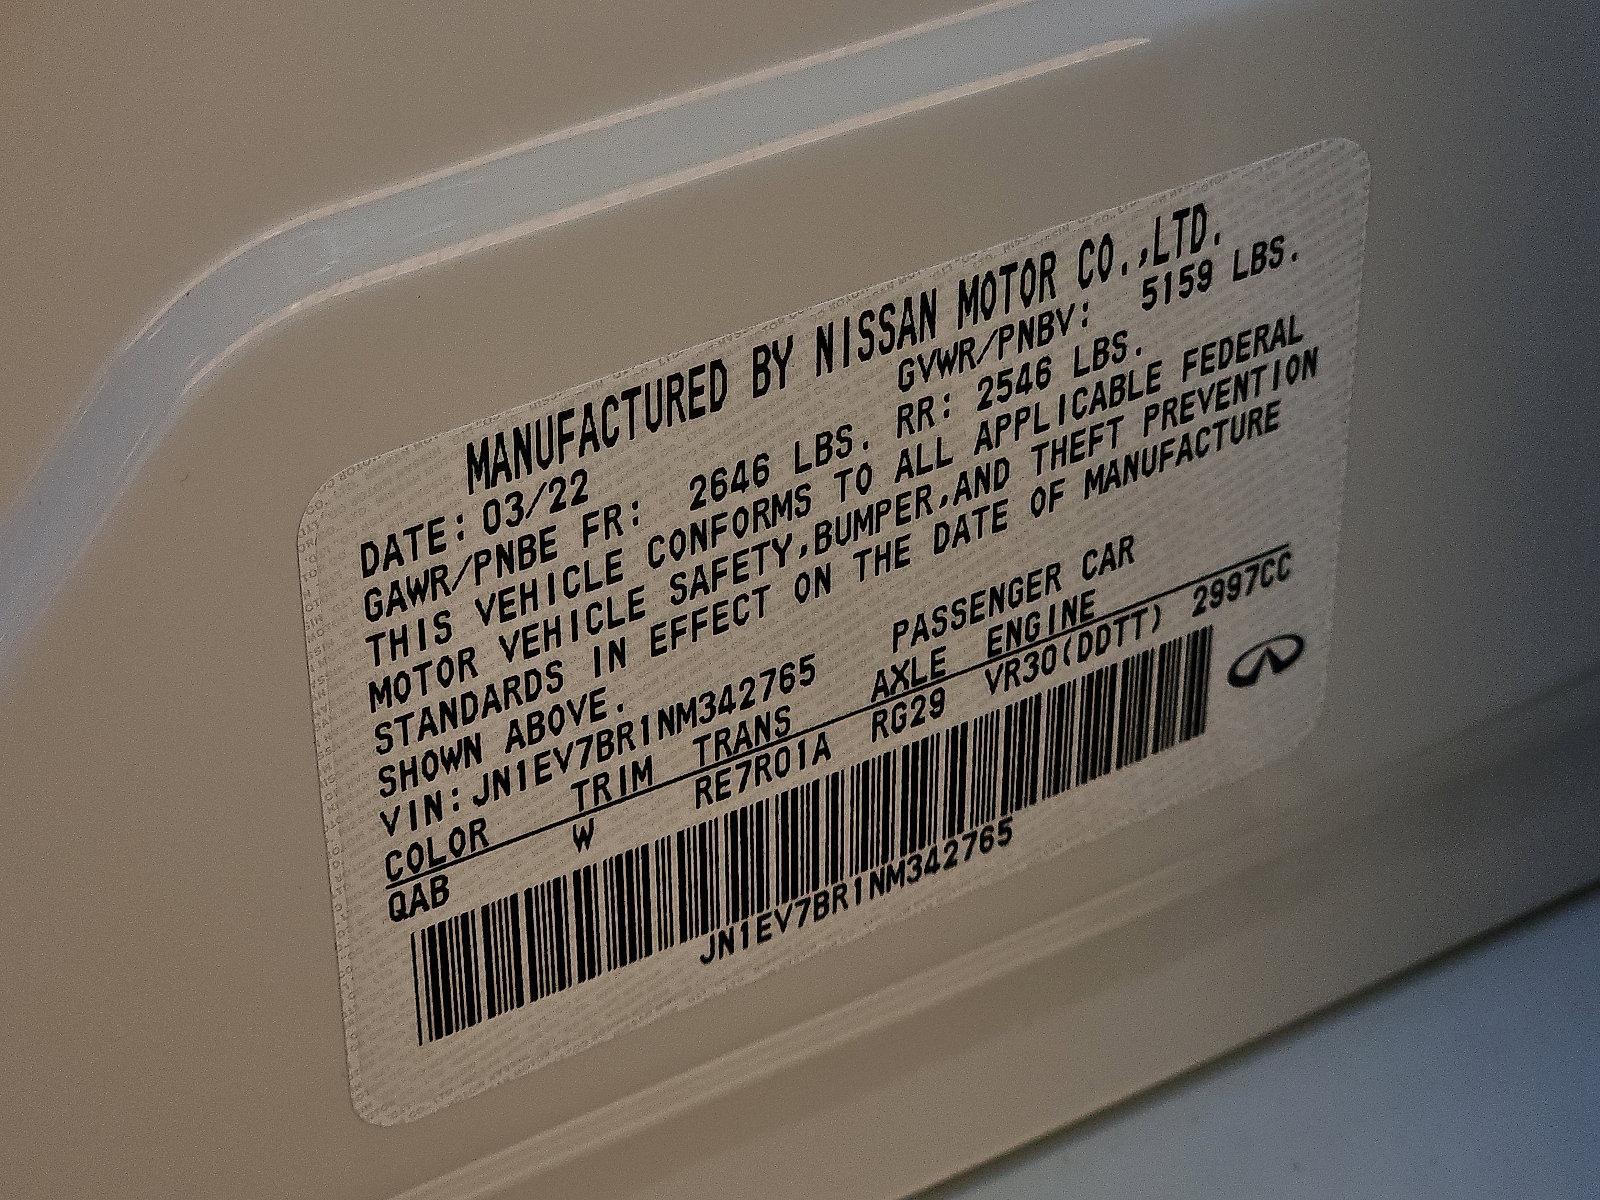 MANUFACTURED BY NISSAN MOTOR CO.,LTD.
DATE: 03/22 GVWR/PNBV: 5159 LBS.
GAWR/PNBE FR: 2646 LBS. RR: 2546 LBS.
THIS VEHICLE CONFORMS TO ALL APPLICABLE FEDERAL
MOTOR VEHICLE SAFETY,BUMPER,AND THEFT PREVENTION
STANDARDS IN EFFECT ON THE DATE OF MANUFACTURE
SHOWN ABOVE.
VIN:JN1EV7BR1NM342765 PASSENGER CAR
COLOR TRIM TRANS AXLE ENGINE
QAB W RE7R01A RG29 VR30(DDTT) 2997CC
JN1EV7BR1NM342765